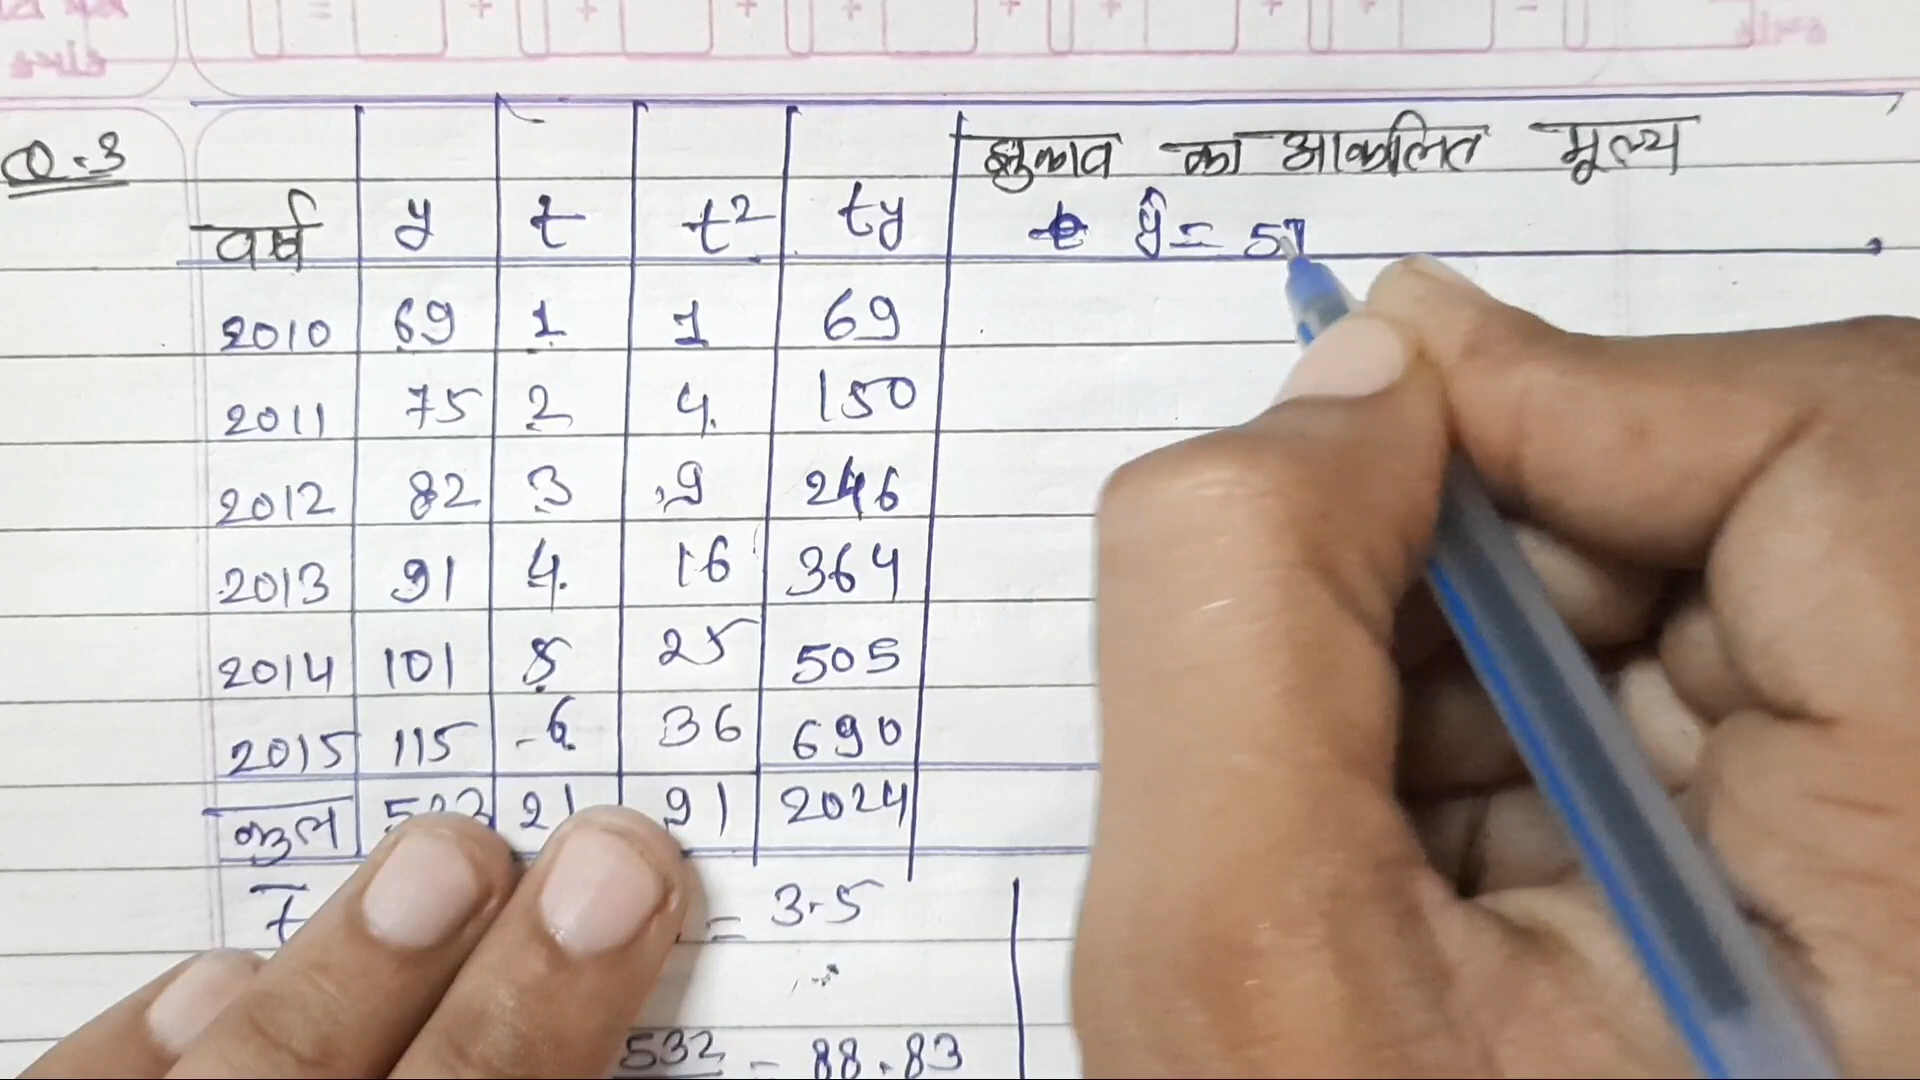 Q.3
झुकाव का आकलित मूल्य
वर्ष y t t² ty ŷ = 57
2010 69 1 1 69
2011 75 2 4 150
2012 82 3 9 246
2013 91 4 16 364
2014 101 5 25 505
2015 115 6 36 690
कुल 21 91 2024
= 3.5
532 = 88.83